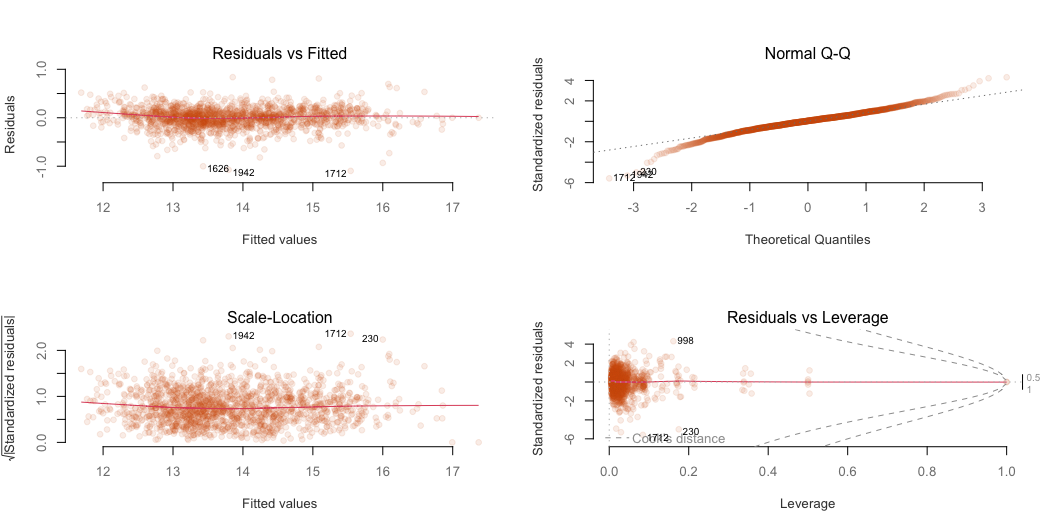 Residuals vs Fitted
Residuals
1.0
0.0
-1.0
1626
1942
1712
12 13 14 15 16 17
Fitted values
Normal Q-Q
Standardized residuals
4
2
-2
-6
1712
1942
230
-3 -2 -1 0 1 2 3
Theoretical Quantiles
Scale-Location
√|Standardized residuals|
2.0
1.0
0.0
1942
1712
230
12 13 14 15 16 17
Fitted values
Residuals vs Leverage
Standardized residuals
4
2
-2
-6
998
230
1712
Cook's distance
0.5
1
0.0 0.2 0.4 0.6 0.8 1.0
Leverage